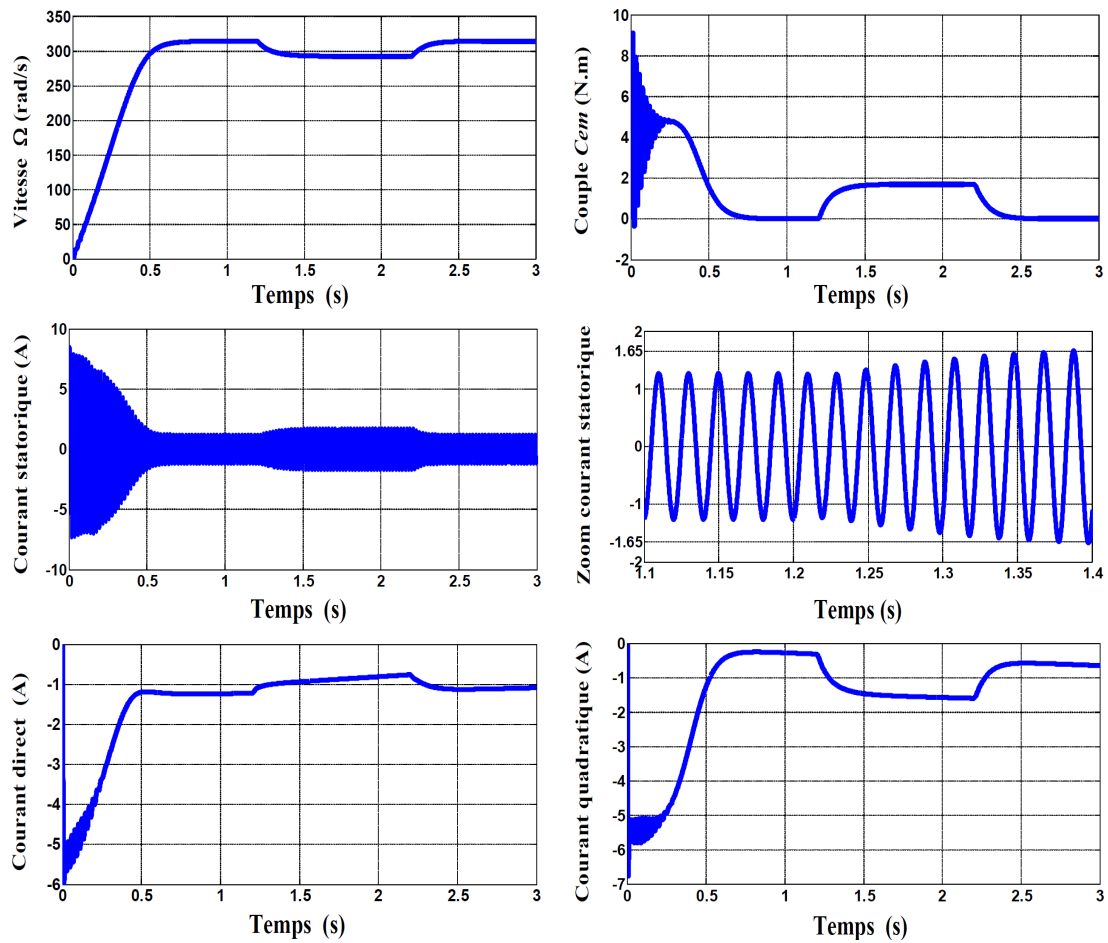 Vitesse Ω (rad/s)
350
300
250
200
150
100
50
0
0 0.5 1 1.5 2 2.5 3
Temps (s)
Couple Cem (N.m)
10
8
6
4
2
0
-2
0 0.5 1 1.5 2 2.5 3
Temps (s)
Courant statorique (A)
10
5
0
-5
-10
0 0.5 1 1.5 2 2.5 3
Temps (s)
Zoom courant statorique
2
1.65
1
0
-1
-1.65
-2
1.1 1.15 1.2 1.25 1.3 1.35 1.4
Temps (s)
Courant direct (A)
0
-1
-2
-3
-4
-5
-6
0 0.5 1 1.5 2 2.5 3
Temps (s)
Courant quadratique (A)
0
-1
-2
-3
-4
-5
-6
-7
0 0.5 1 1.5 2 2.5 3
Temps (s)